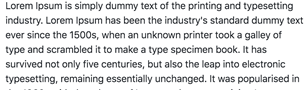 Lorem Ipsum is simply dummy text of the printing and typesetting
industry. Lorem Ipsum has been the industry's standard dummy text
ever since the 1500s, when an unknown printer took a galley of
type and scrambled it to make a type specimen book. It has
survived not only five centuries, but also the leap into electronic
typesetting, remaining essentially unchanged. It was popularised in